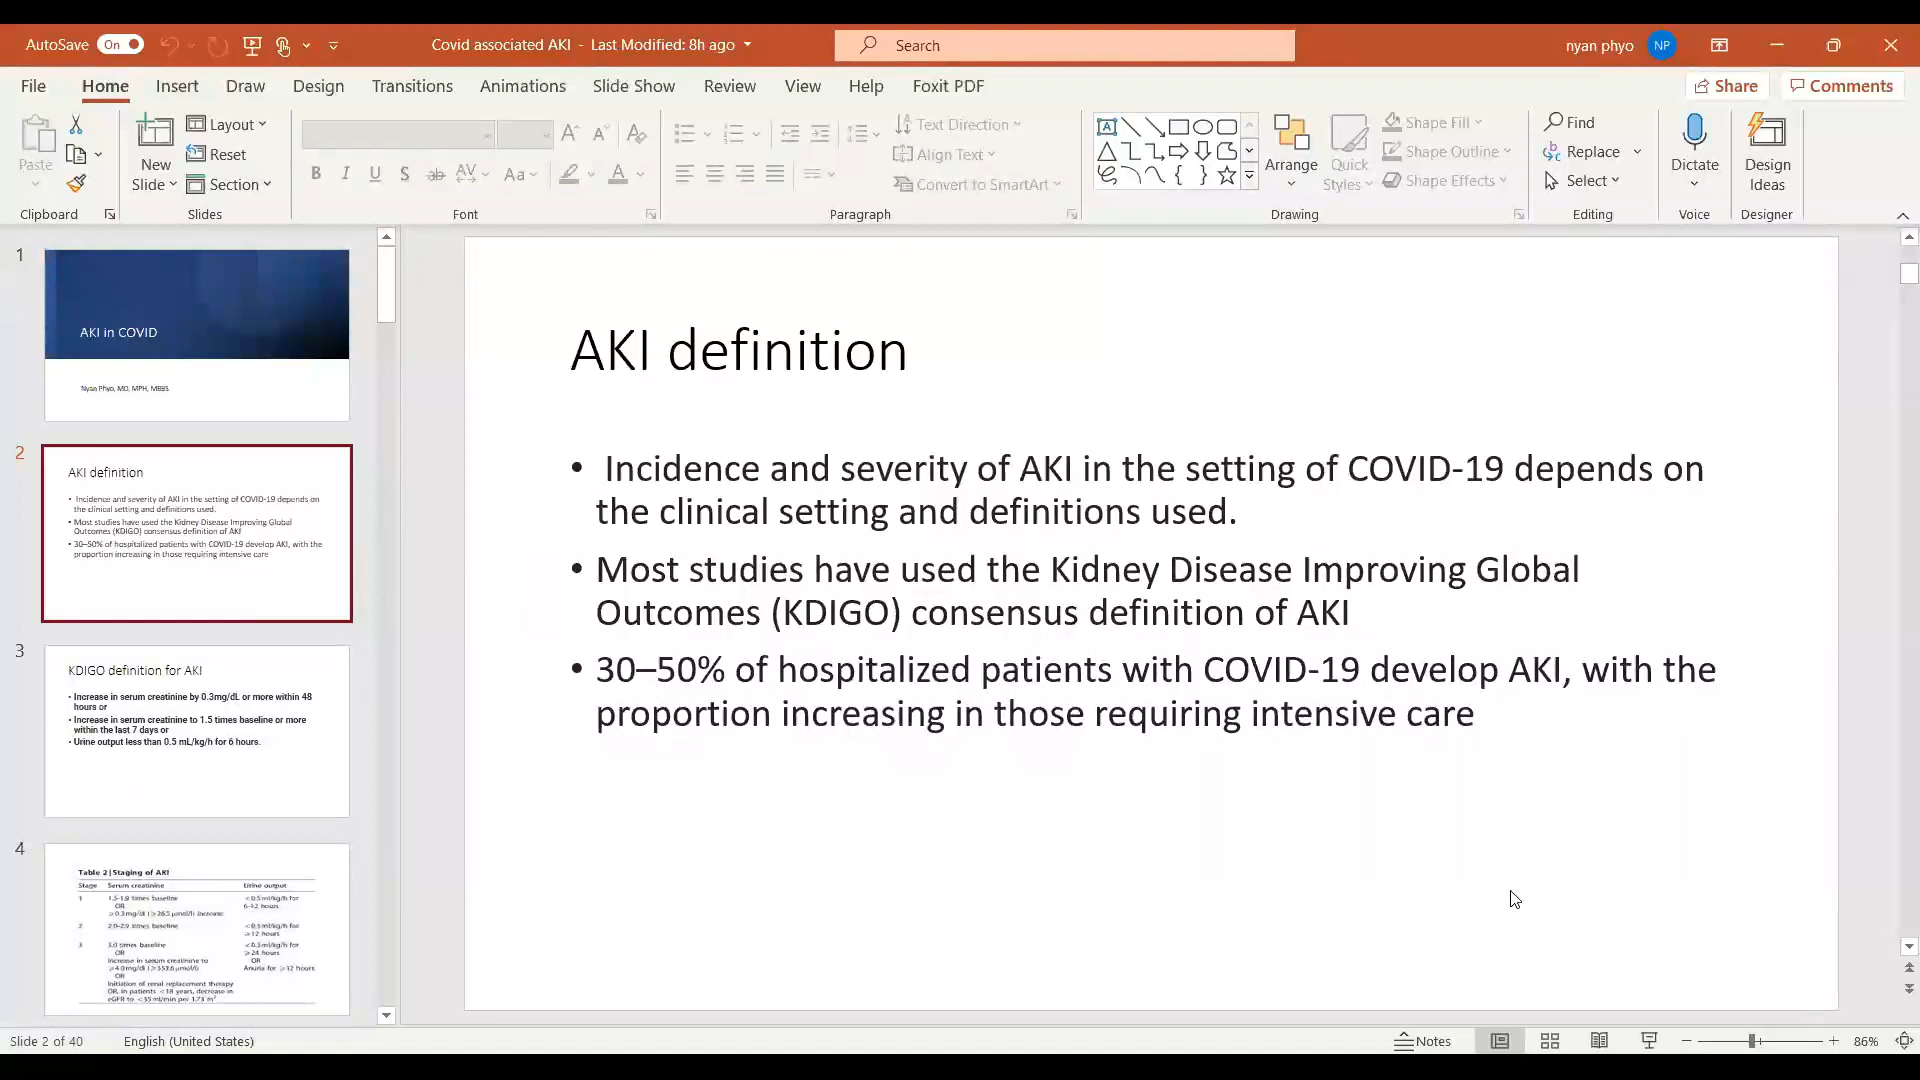 AutoSave On Covid associated AKI - Last Modified: 8h ago Search nyan phyo NP
File Home Insert Draw Design Transitions Animations Slide Show Review View Help Foxit PDF Share Comments
Paste
New Slide
Layout
Reset
Section
B I U S ab AV Aa A
Text Direction
Align Text
Convert to SmartArt
Arrange
Quick Styles
Shape Fill
Shape Outline
Shape Effects
Find
Replace
Select
Dictate
Design Ideas
Clipboard Slides Font Paragraph Drawing Editing Voice Designer
1
AKI in COVID
Nyan Phyo, MD, MPH, MBBS
2
AKI definition
• Incidence and severity of AKI in the setting of COVID-19 depends on
the clinical setting and definitions used.
• Most studies have used the Kidney Disease Improving Global
Outcomes (KDIGO) consensus definition of AKI
• 30–50% of hospitalized patients with COVID-19 develop AKI, with the
proportion increasing in those requiring intensive care
3
KDIGO definition for AKI
• Increase in serum creatinine by 0.3mg/dL or more within 48
hours or
• Increase in serum creatinine to 1.5 times baseline or more
within the last 7 days or
• Urine output less than 0.5 mL/kg/h for 6 hours.
4
Table 2 | Staging of AKI
Stage Serum creatinine Urine output
1 1.5–1.9 times baseline <0.5 ml/kg/h for
OR 6–12 hours
≥0.3 mg/dl (≥26.5 μmol/l) increase
2 2.0–2.9 times baseline <0.5 ml/kg/h for
≥12 hours
3 3.0 times baseline <0.3 ml/kg/h for
OR ≥24 hours
Increase in serum creatinine to OR
≥4.0 mg/dl (≥353.6 μmol/l) Anuria for ≥12 hours
OR
Initiation of renal replacement therapy
OR, in patients <18 years, decrease in
eGFR to <35 ml/min per 1.73 m²
AKI definition
• Incidence and severity of AKI in the setting of COVID-19 depends on
the clinical setting and definitions used.
• Most studies have used the Kidney Disease Improving Global
Outcomes (KDIGO) consensus definition of AKI
• 30–50% of hospitalized patients with COVID-19 develop AKI, with the
proportion increasing in those requiring intensive care
Slide 2 of 40 English (United States) Notes 86%